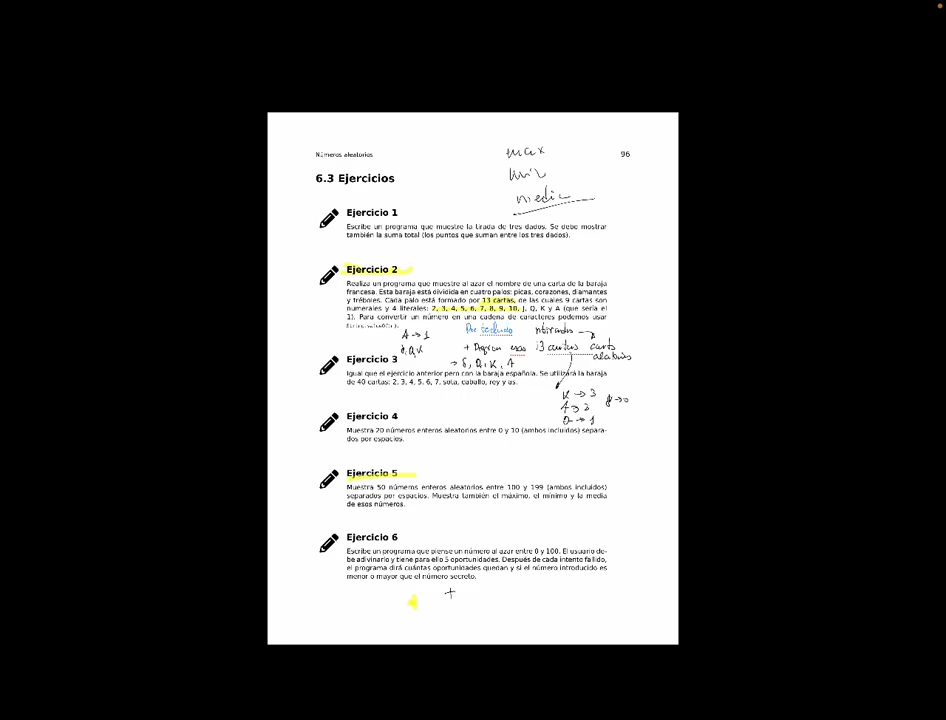 Números aleatorios
96
max
min
media
6.3 Ejercicios
Ejercicio 1
Escribe un programa que muestre la tirada de tres dados. Se debe mostrar
también la suma total (los puntos que suman entre los tres dados).
Ejercicio 2
Realiza un programa que muestre al azar el nombre de una carta de la baraja
francesa. Esta baraja está dividida en cuatro palos: picas, corazones, diamantes
y tréboles. Cada palo está formado por 13 cartas, de las cuales 9 cartas son
numerales y 4 literales: 2, 3, 4, 5, 6, 7, 8, 9, 10, J, Q, K y A (que sería el
1). Para convertir un número en una cadena de caracteres podemos usar
String.valueOf(n).
A → 1
Por teclado
carta
13 cartas
K → 3
Ejercicio 3
Igual que el ejercicio anterior pero con la baraja española. Se utilizará la baraja
de 40 cartas: 2, 3, 4, 5, 6, 7, sota, caballo, rey y as.
Ejercicio 4
Muestra 20 números enteros aleatorios entre 0 y 10 (ambos incluidos) separa-
dos por espacios.
Ejercicio 5
Muestra 50 números enteros aleatorios entre 100 y 199 (ambos incluidos)
separados por espacios. Muestra también el máximo, el mínimo y la media
de esos números.
Ejercicio 6
Escribe un programa que piense un número al azar entre 0 y 100. El usuario de-
be adivinarlo y tiene para ello 5 oportunidades. Después de cada intento fallido,
el programa dirá cuántas oportunidades quedan y si el número introducido es
menor o mayor que el número secreto.